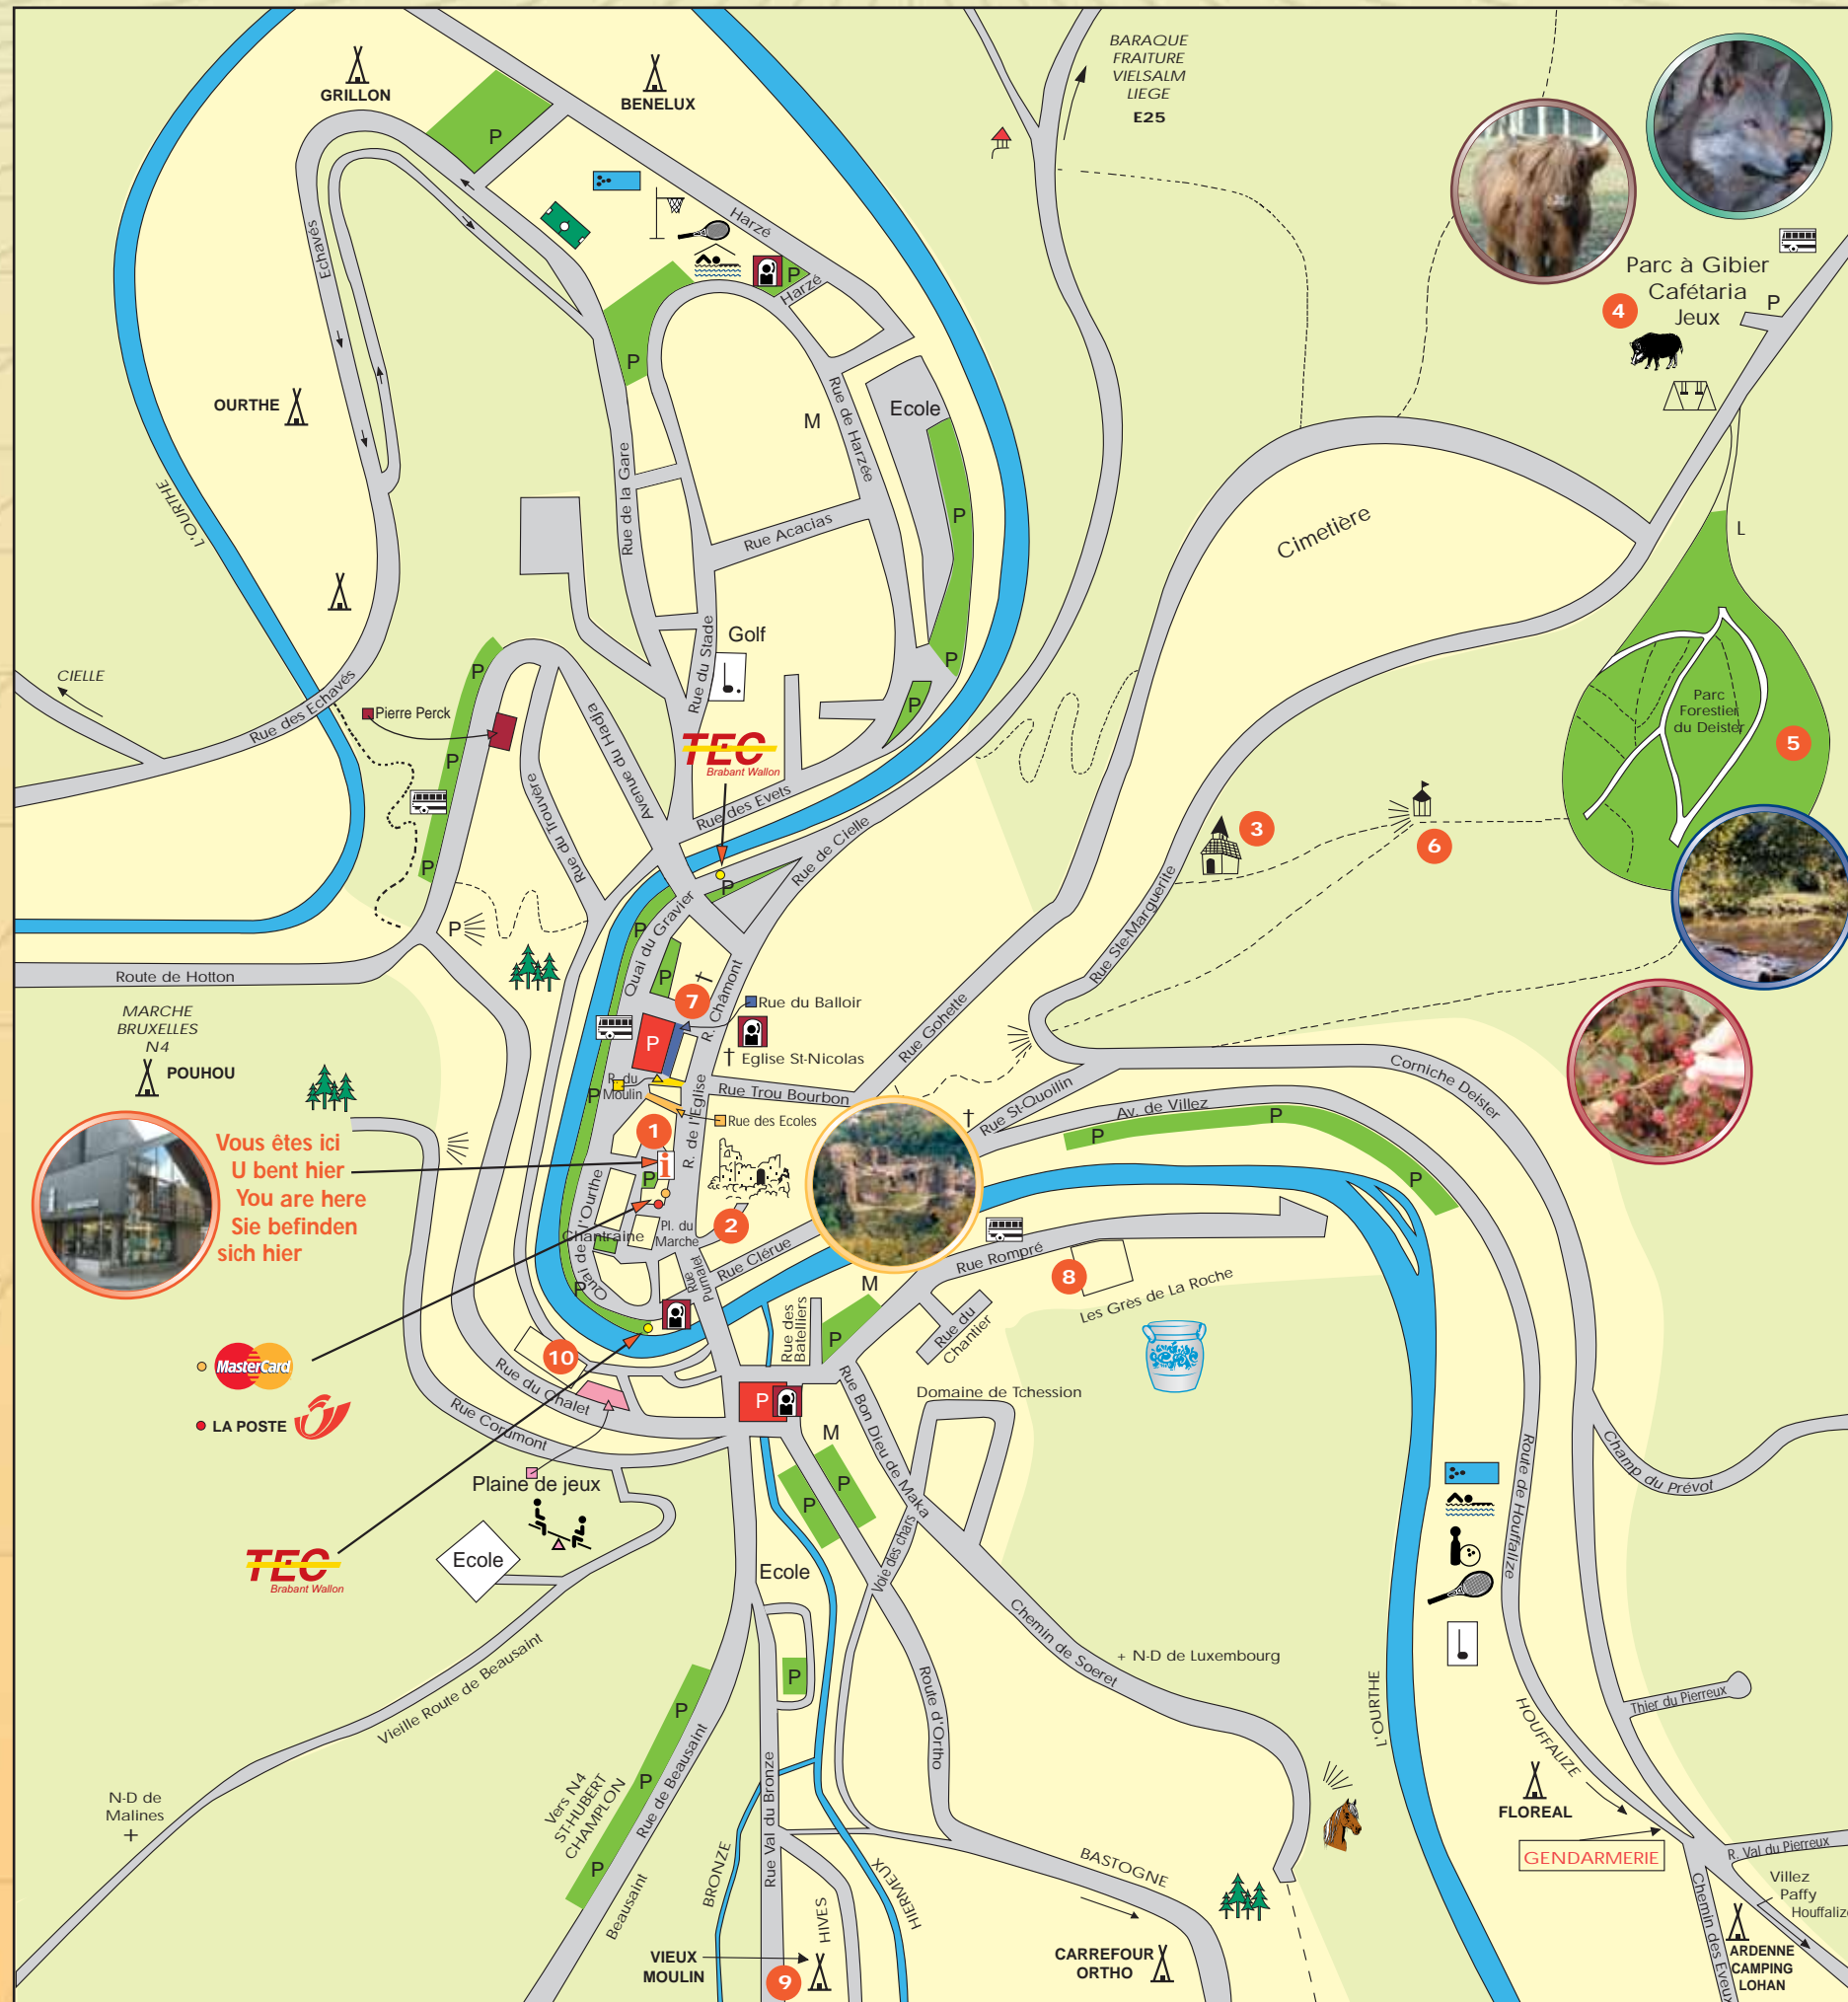 GRILLON
BENELUX
BARAQUE
FRAITURE
VIELSALM
LIEGE
E25
P
Harzé
P
Harzé
Echavés
Parc à Gibier
Cafétaria
Jeux
P
4
P
OURTHE
M
Ecole
Rue de Harzée
Rue de la Gare
L'OURTHE
P
Rue Acacias
Cimetière
L
Golf
Rue du Stade
P
P
P
CIELLE
Rue des Echavés
Pierre Perck
P
Avenue du Hadja
TEC
Brabant Wallon
Rue des Evets
Rue du Trouvère
Parc
Forestier
du Deister
5
3
6
P
P
Rue de Cielle
P
P
Quai du Gravier
P
Rue Ste-Marguerite
Route de Hotton
MARCHE
BRUXELLES
N4
POUHOU
7
R. Châmont
Rue du Balloir
P
Eglise St-Nicolas
Rue Gohette
R. du
Moulin
P
Rue Trou Bourbon
Rue des Ecoles
R. de l'Eglise
Rue St-Quoilin
Corniche Deister
Av. de Villez
P
P
P
Vous êtes ici
U bent hier
You are here
Sie befinden
sich hier
1
i
P
Quai de l'Ourthe
Chantraine
Pl. du
Marche
2
Rue
Purnalet
Rue Clérue
P
M
Rue Rompré
8
Les Grès de La Roche
Rue des
Batelliers
P
Rue du
Chantier
10
MasterCard
LA POSTE
Rue du Chalet
Rue Corumont
P
Domaine de Tchession
Rue Bon Dieu de Maka
M
P
P
Plaine de jeux
Ecole
TEC
Brabant Wallon
Ecole
Voie des chars
Champ du Prévot
Route de Houffalize
Chemin de Soeret
N-D de Luxembourg
P
P
Route d'Ortho
Vieille Route de Beausaint
L'OURTHE
Thier du Pierreux
HOUFFALIZE
N-D de
Malines
Vers N4
ST-HUBERT
CHAMPLON
P
P
Rue de Beausaint
Rue Val du Bronze
FLOREAL
GENDARMERIE
R. Val du Pierreux
Villez
Paffy
Houffalize
Beausaint
BRONZE
HIVES
HIERMEUX
BASTOGNE
VIEUX
MOULIN
9
CARREFOUR
ORTHO
Chemin des Eveux
ARDENNE
CAMPING
LOHAN